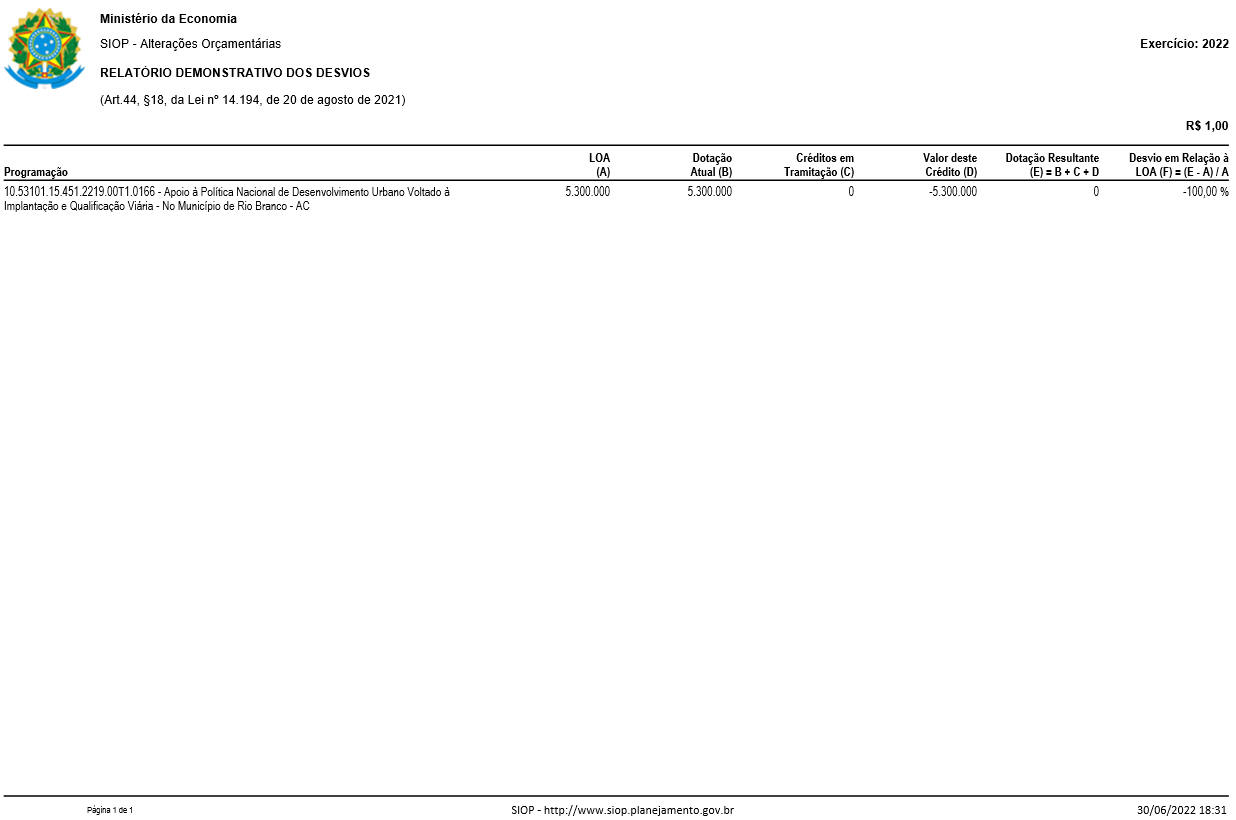 Ministério da Economia
SIOP - Alterações Orçamentárias
Exercício: 2022
RELATÓRIO DEMONSTRATIVO DOS DESVIOS
(Art.44, §18, da Lei nº 14.194, de 20 de agosto de 2021)
R$ 1,00
LOA Dotação Créditos em Valor deste Dotação Resultante Desvio em Relação à
Programação (A) Atual (B) Tramitação (C) Crédito (D) (E) = B + C + D LOA (F) = (E - A) / A
10.53101.15.451.2219.00T1.0166 - Apoio à Política Nacional de Desenvolvimento Urbano Voltado à 5.300.000 5.300.000 0 -5.300.000 0 -100,00 %
Implantação e Qualificação Viária - No Município de Rio Branco - AC
Página 1 de 1 SIOP - http://www.siop.planejamento.gov.br 30/06/2022 18:31